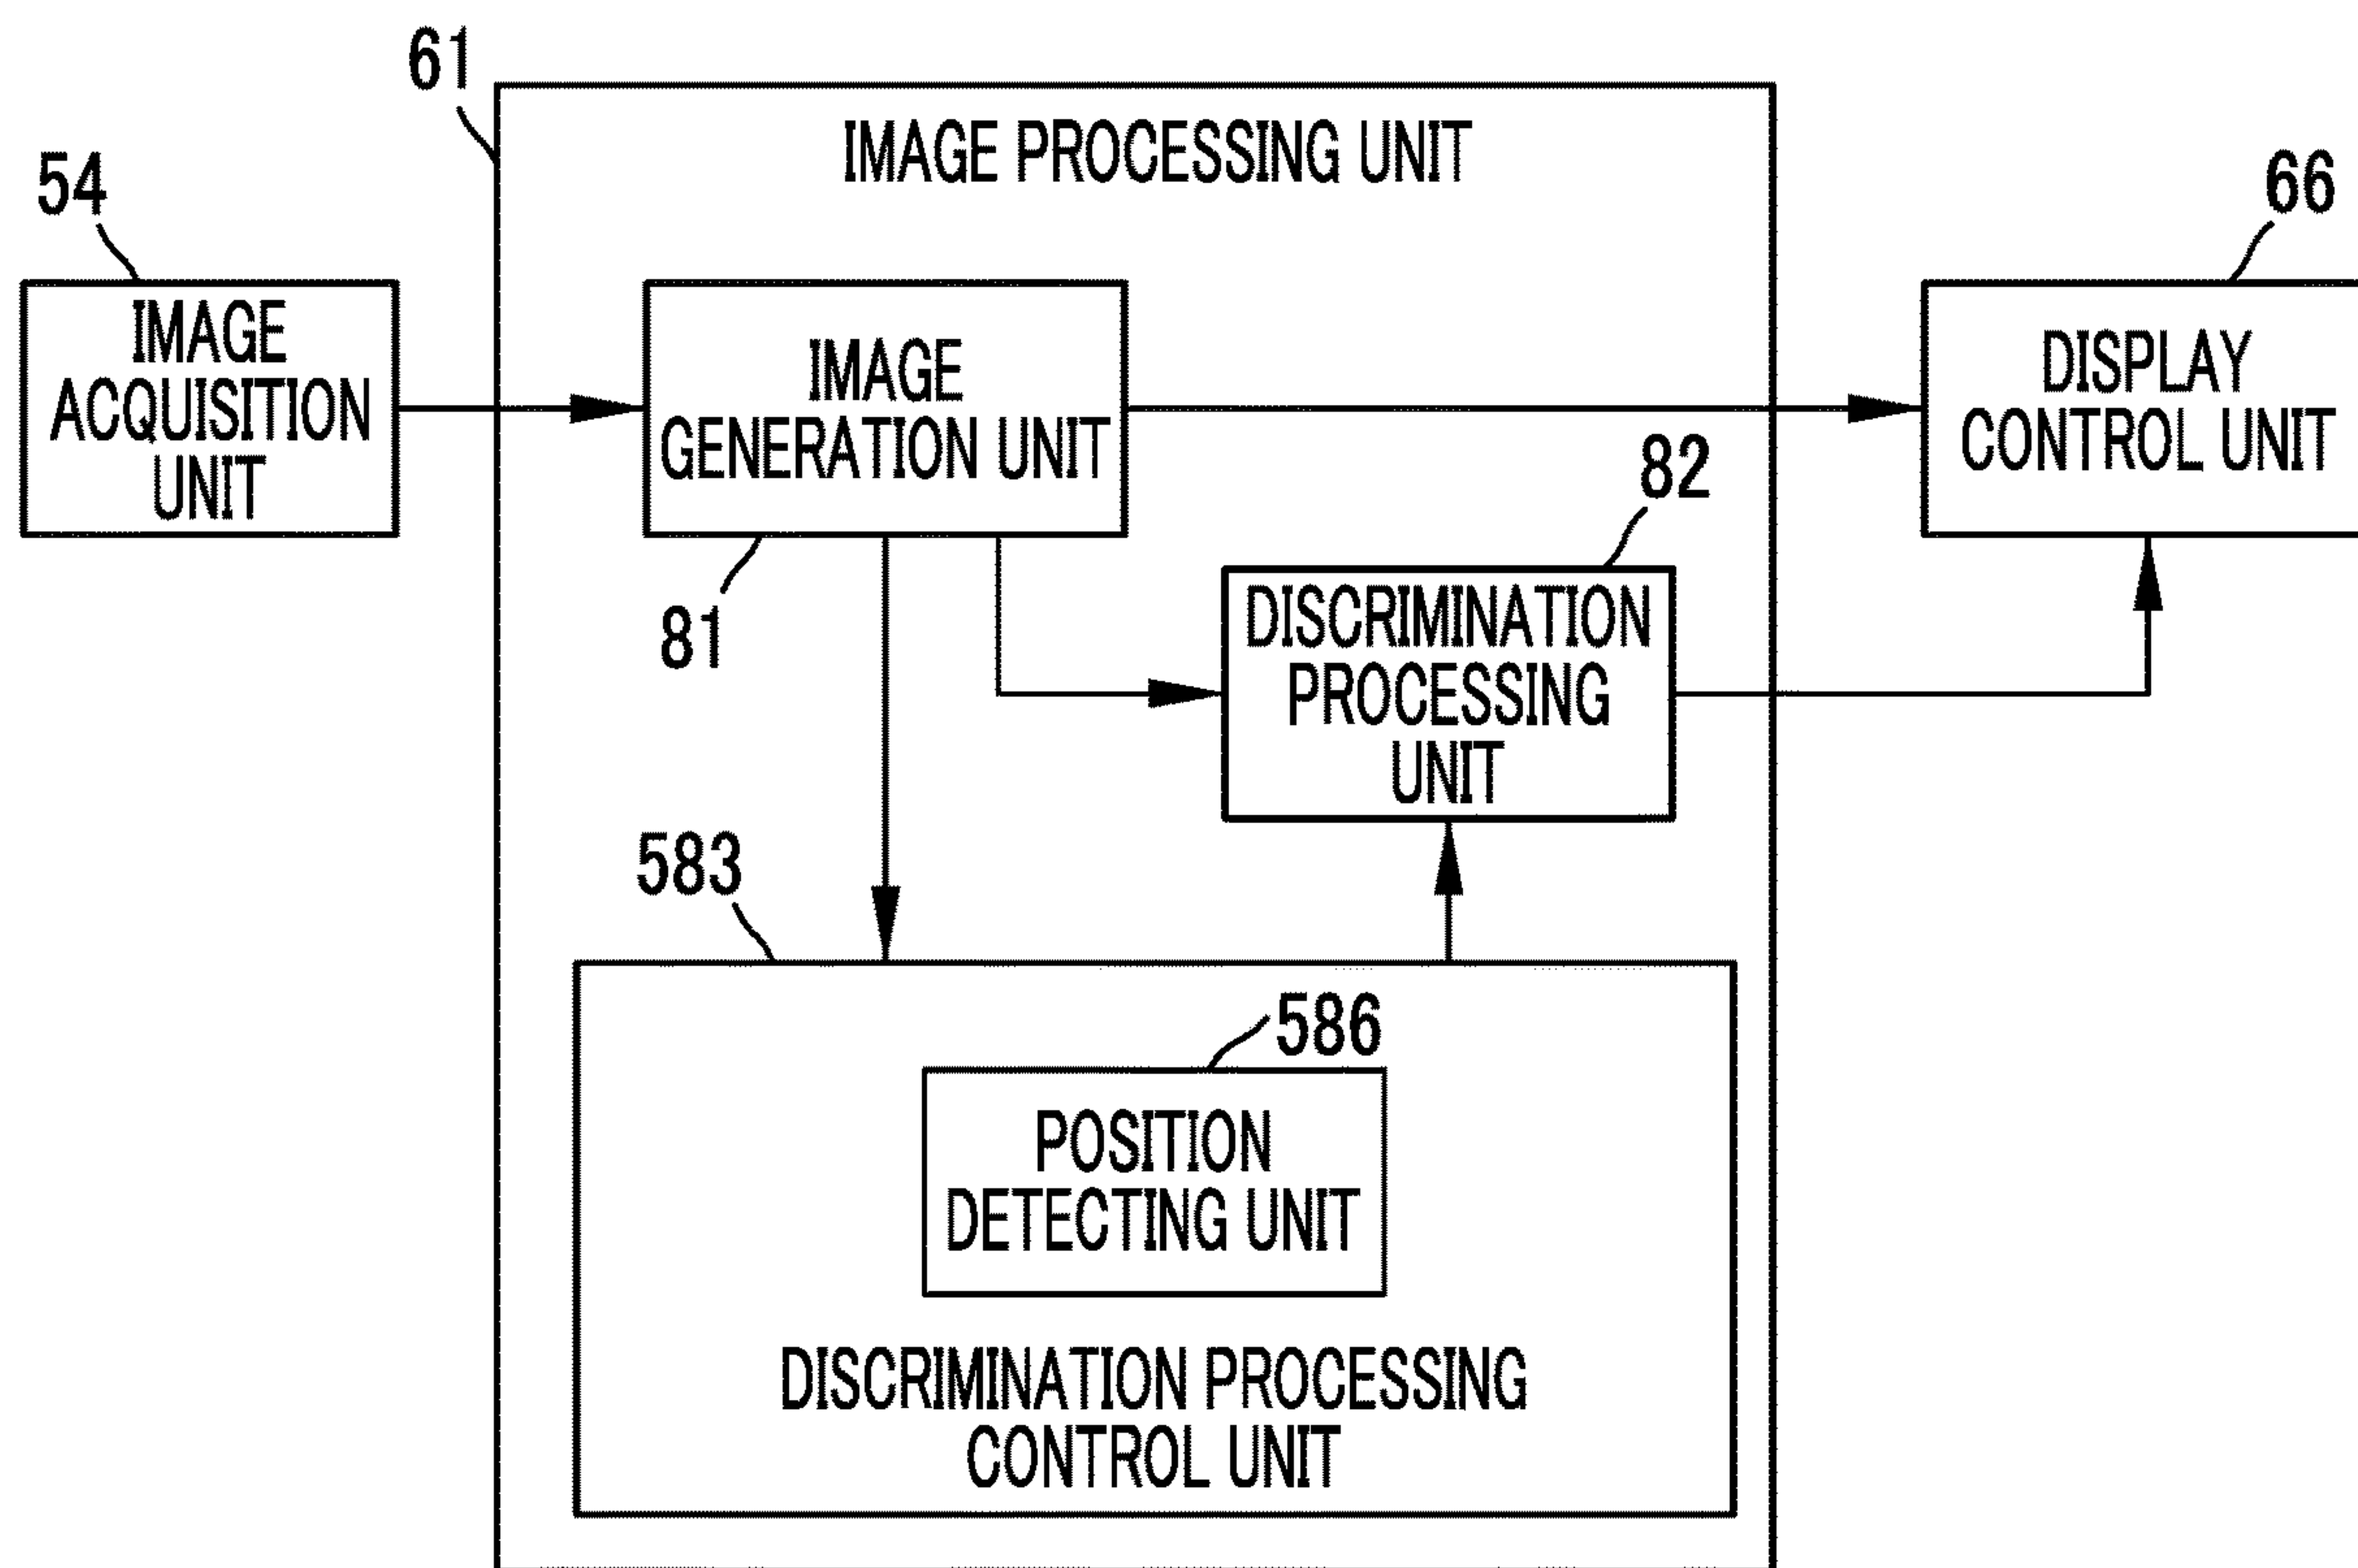 61
IMAGE PROCESSING UNIT
54
66
IMAGE
ACQUISITION
UNIT
IMAGE
GENERATION UNIT
DISPLAY
CONTROL UNIT
82
81
DISCRIMINATION
PROCESSING
UNIT
583
586
POSITION
DETECTING UNIT
DISCRIMINATION PROCESSING
CONTROL UNIT